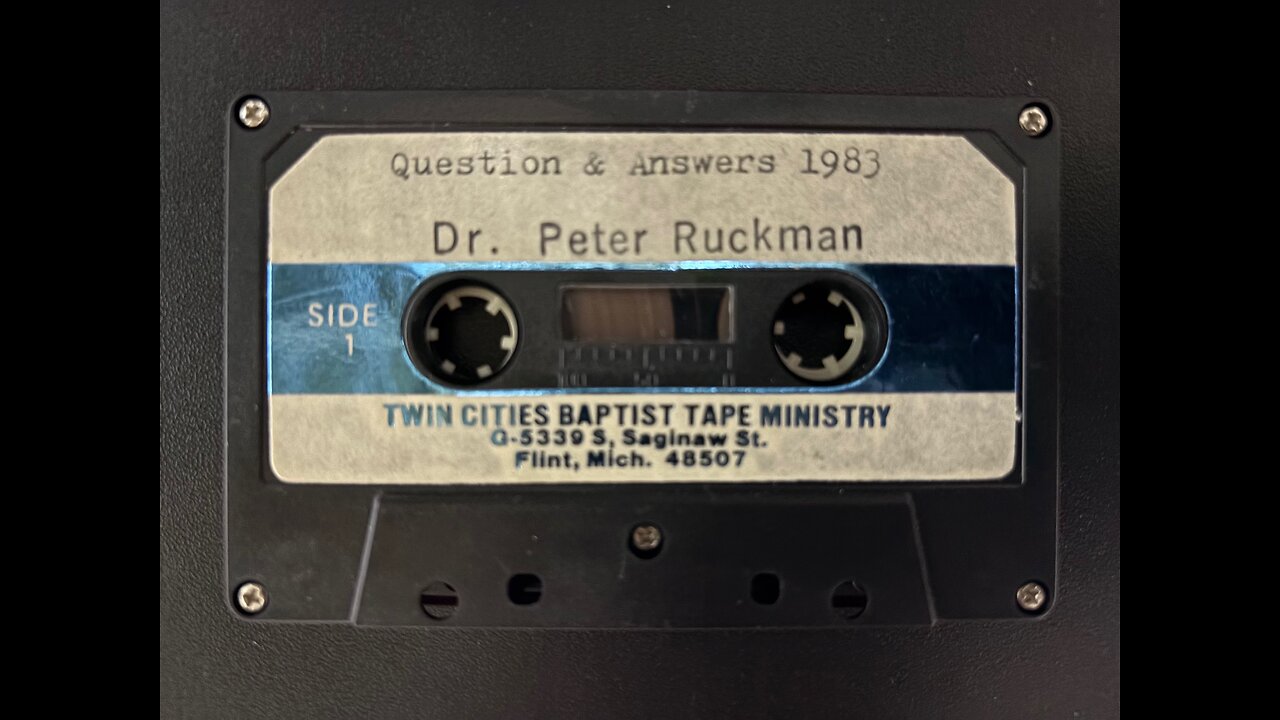 Question & Answers 1983
Dr. Peter Ruckman
SIDE
1
TWIN CITIES BAPTIST TAPE MINISTRY
G-5339 S, Saginaw St.
Flint, Mich. 48507